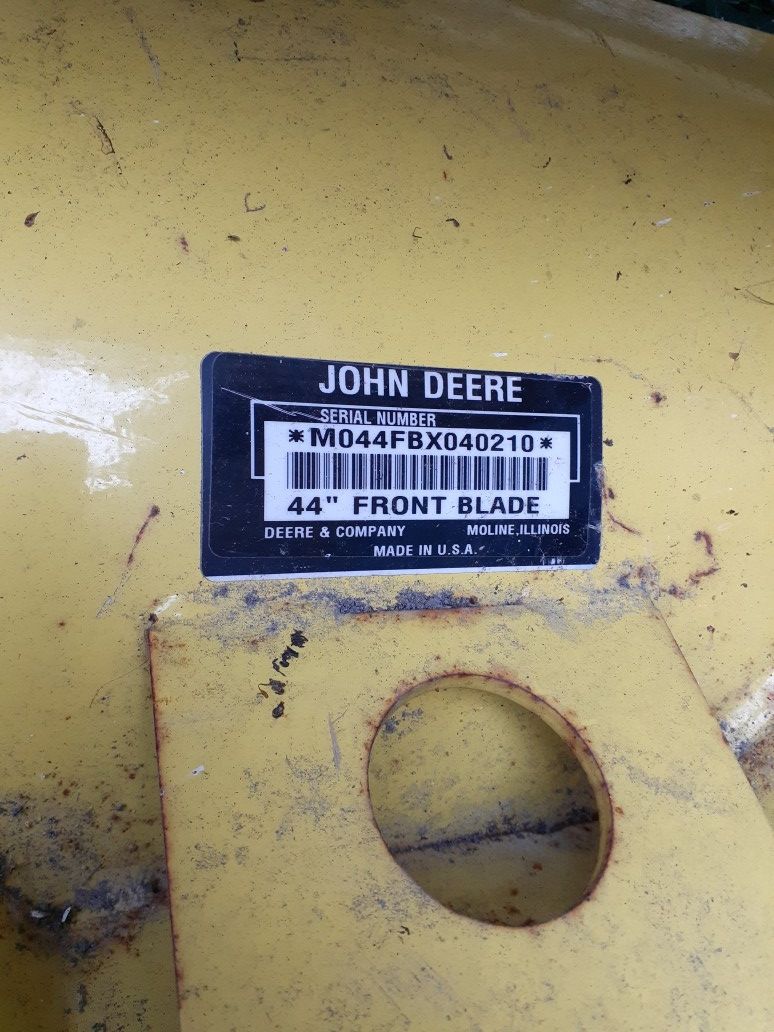 JOHN DEERE
SERIAL NUMBER
*M044FBX040210*
44" FRONT BLADE
DEERE & COMPANY MOLINE, ILLINOIS
MADE IN U.S.A.